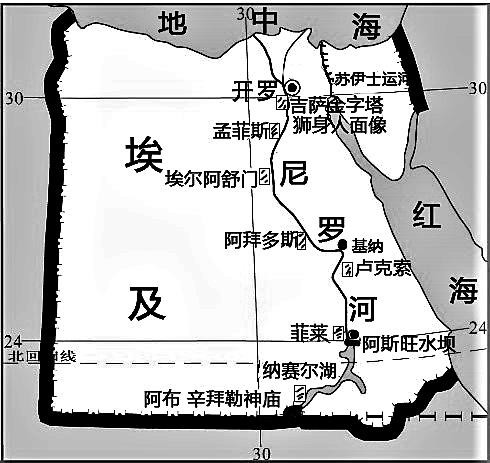 30
地中海
苏伊士运河
30
30
开罗
吉萨金字塔
狮身人面像
孟菲斯
埃及
埃尔阿舒门
尼罗河
红海
阿拜多斯
基纳
卢克索
24
24
菲莱
阿斯旺水坝
北回归线
纳赛尔湖
阿布 辛拜勒神庙
30